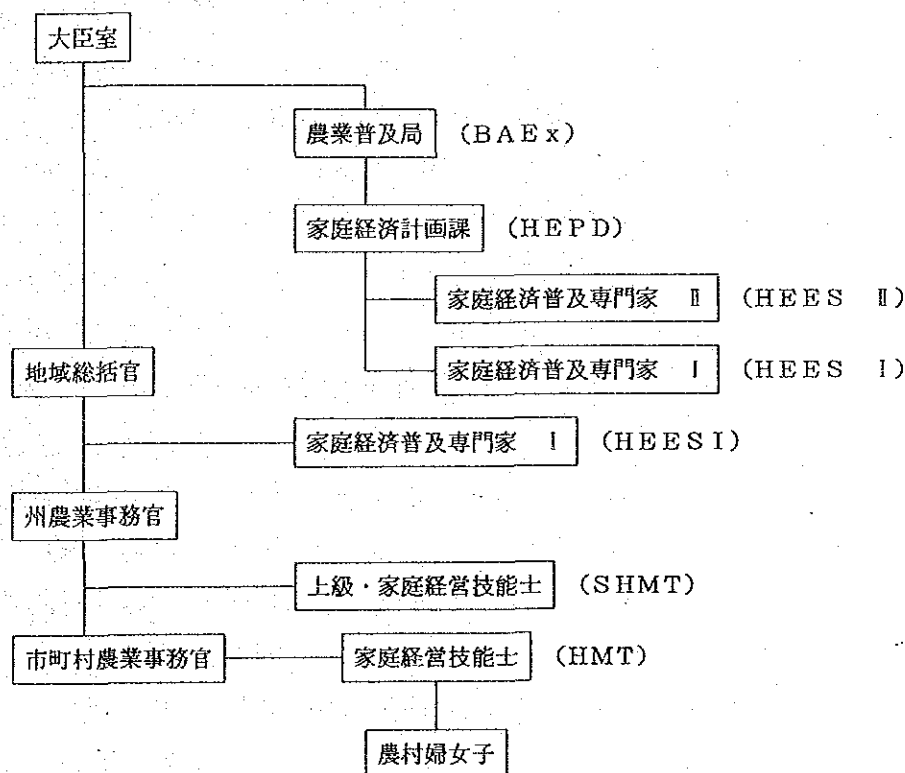 大臣室
農業普及局 (BAEx)
家庭経済計画課 (HEPD)
家庭経済普及専門家 Ⅱ (HEES Ⅱ)
地域総括官
家庭経済普及専門家 Ⅰ (HEES Ⅰ)
家庭経済普及専門家 Ⅰ (HEESI)
州農業事務官
上級・家庭経営技能士 (SHMT)
市町村農業事務官
家庭経営技能士 (HMT)
農村婦女子